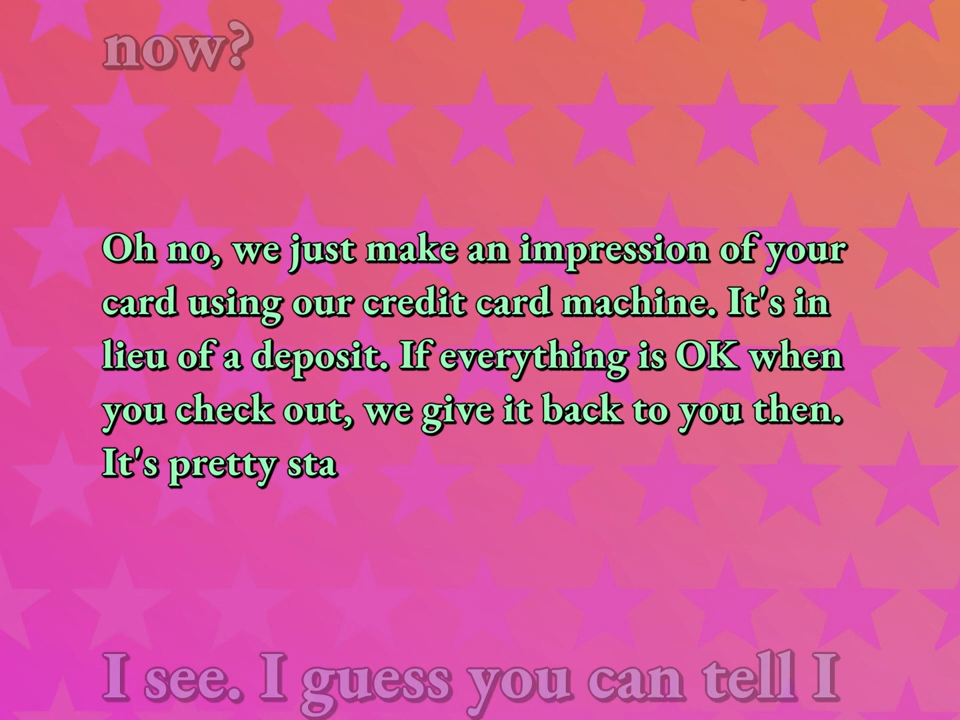 now?
Oh no, we just make an impression of your
card using our credit card machine. It's in
lieu of a deposit. If everything is OK when
you check out, we give it back to you then.
It's pretty sta
I see. I guess you can tell I